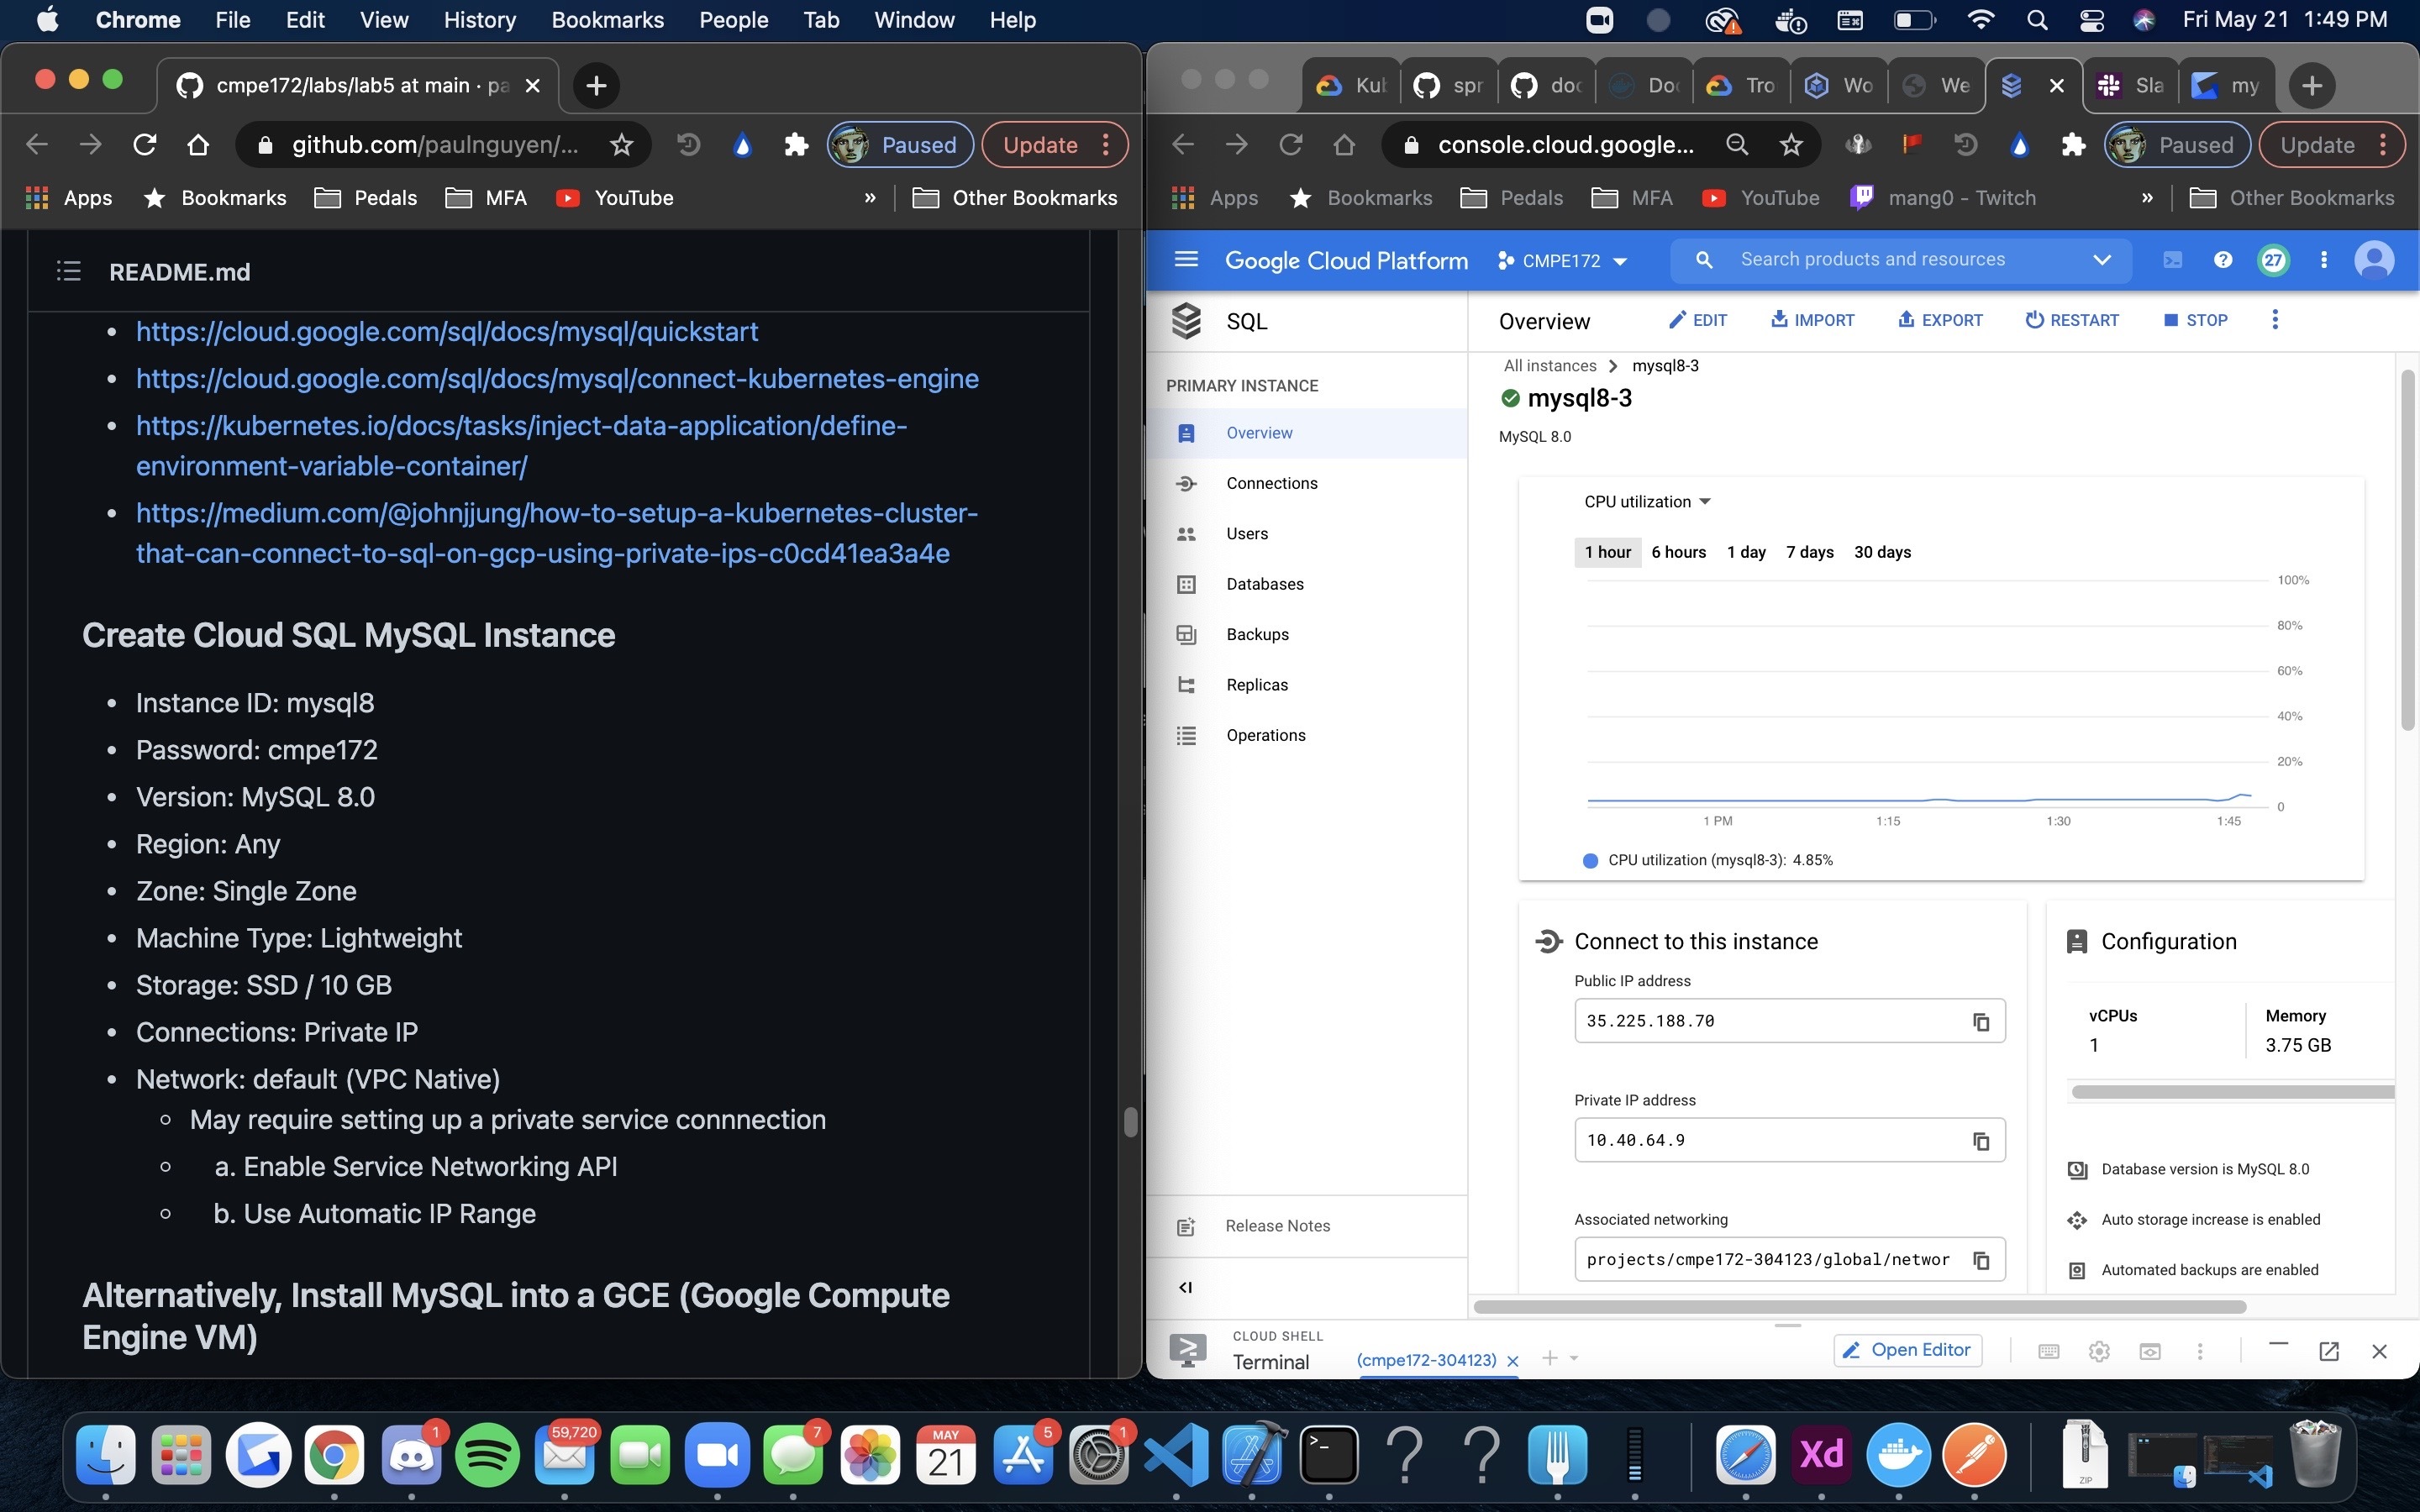 Chrome File Edit View History Bookmarks People Tab Window Help
Fri May 21 1:49 PM
cmpe172/labs/lab5 at main · pa
github.com/paulnguyen/...
Paused
Update
Apps
Bookmarks
Pedals
MFA
YouTube
»
Other Bookmarks
README.md
• https://cloud.google.com/sql/docs/mysql/quickstart
• https://cloud.google.com/sql/docs/mysql/connect-kubernetes-engine
• https://kubernetes.io/docs/tasks/inject-data-application/define-
environment-variable-container/
• https://medium.com/@johnjjung/how-to-setup-a-kubernetes-cluster-
that-can-connect-to-sql-on-gcp-using-private-ips-c0cd41ea3a4e
Create Cloud SQL MySQL Instance
• Instance ID: mysql8
• Password: cmpe172
• Version: MySQL 8.0
• Region: Any
• Zone: Single Zone
• Machine Type: Lightweight
• Storage: SSD / 10 GB
• Connections: Private IP
• Network: default (VPC Native)
◦ May require setting up a private service connnection
◦ a. Enable Service Networking API
◦ b. Use Automatic IP Range
Alternatively, Install MySQL into a GCE (Google Compute
Engine VM)
Kub
spr
doc
Doc
Tro
Wo
We
Sla
my
console.cloud.google...
Paused
Update
Apps
Bookmarks
Pedals
MFA
YouTube
mang0 - Twitch
»
Other Bookmarks
Google Cloud Platform
CMPE172
Search products and resources
27
SQL
Overview
EDIT
IMPORT
EXPORT
RESTART
STOP
PRIMARY INSTANCE
Overview
Connections
Users
Databases
Backups
Replicas
Operations
Release Notes
All instances > mysql8-3
mysql8-3
MySQL 8.0
CPU utilization
1 hour 6 hours 1 day 7 days 30 days
100%
80%
60%
40%
20%
0
1 PM 1:15 1:30 1:45
CPU utilization (mysql8-3): 4.85%
Connect to this instance
Public IP address
35.225.188.70
Private IP address
10.40.64.9
Associated networking
projects/cmpe172-304123/global/networ
Configuration
vCPUs
1
Memory
3.75 GB
Database version is MySQL 8.0
Auto storage increase is enabled
Automated backups are enabled
CLOUD SHELL
Terminal
(cmpe172-304123)
Open Editor
1
59,720
7
MAY
21
5
1
Xd
ZIP